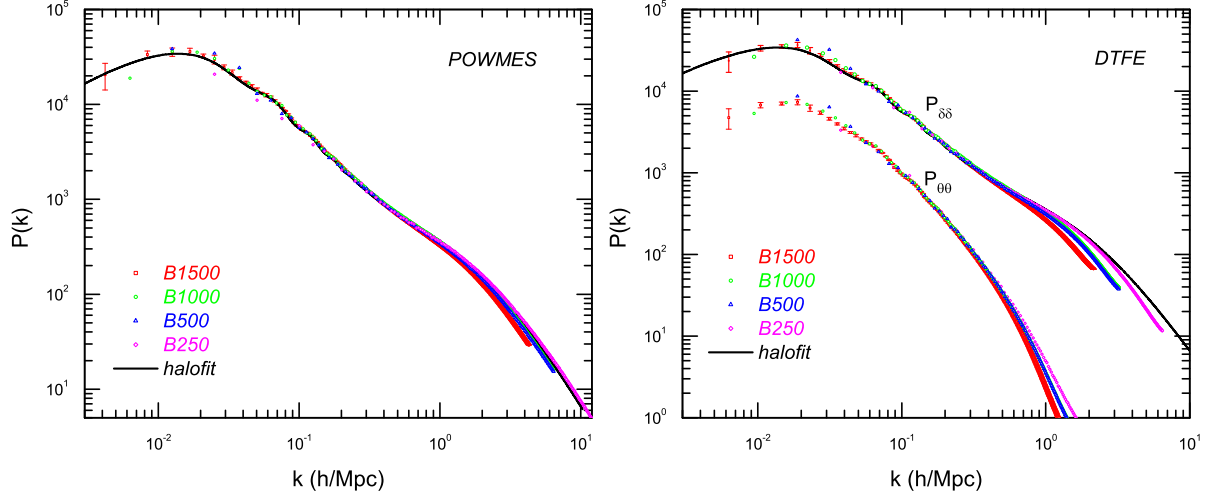 10^5
10^4
10^3
10^2
10^1
P(k)
POWMES
B1500
B1000
B500
B250
halofit
10^-2
10^-1
10^0
10^1
k (h/Mpc)
10^5
10^4
10^3
10^2
10^1
10^0
P(k)
DTFE
P_δδ
P_θθ
B1500
B1000
B500
B250
halofit
10^-2
10^-1
10^0
10^1
k (h/Mpc)